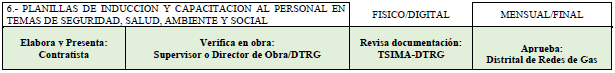 6.- PLANILLAS DE INDUCCION Y CAPACITACION AL PERSONAL EN
TEMAS DE SEGURIDAD, SALUD, AMBIENTE Y SOCIAL
FISICO/DIGITAL
MENSUAL/FINAL
Elabora y Presenta:
Contratista
Verifica en obra:
Supervisor o Director de Obra/DTRG
Revisa documentación:
TSIMA-DTRG
Aprueba:
Distrital de Redes de Gas